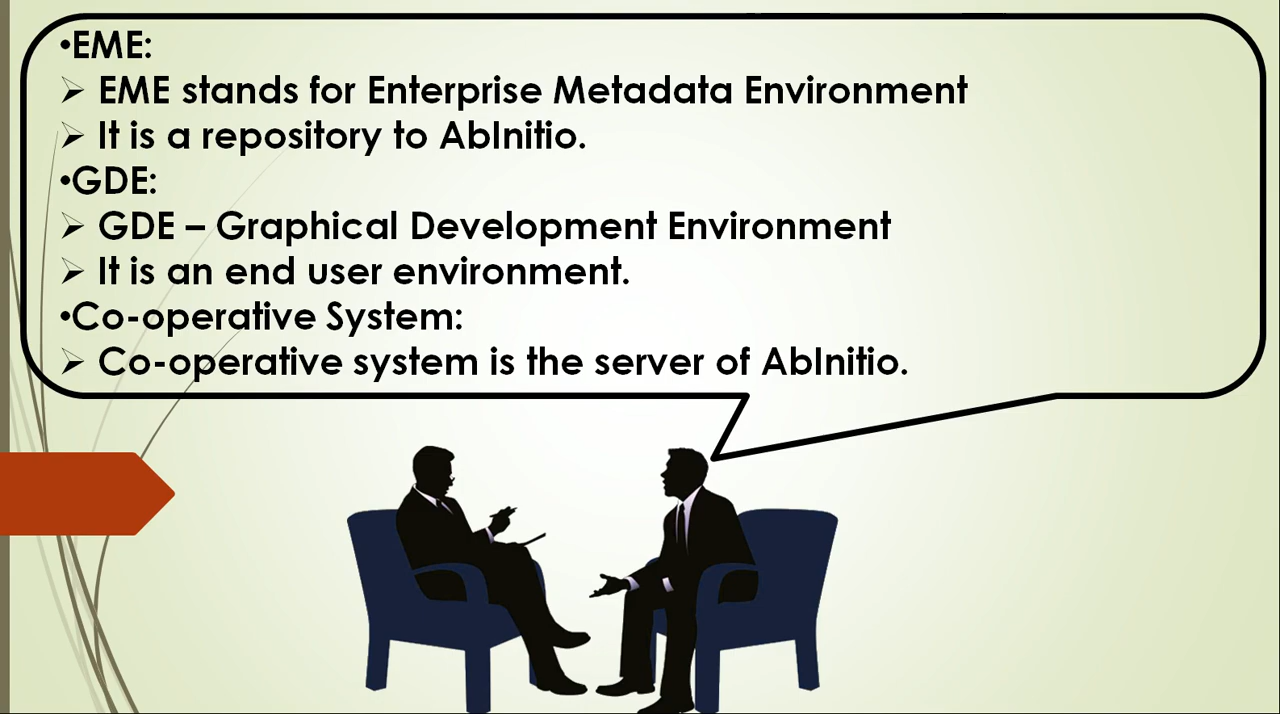 •EME:
➢ EME stands for Enterprise Metadata Environment
➢ It is a repository to AbInitio.
•GDE:
➢ GDE – Graphical Development Environment
➢ It is an end user environment.
•Co-operative System:
➢ Co-operative system is the server of AbInitio.